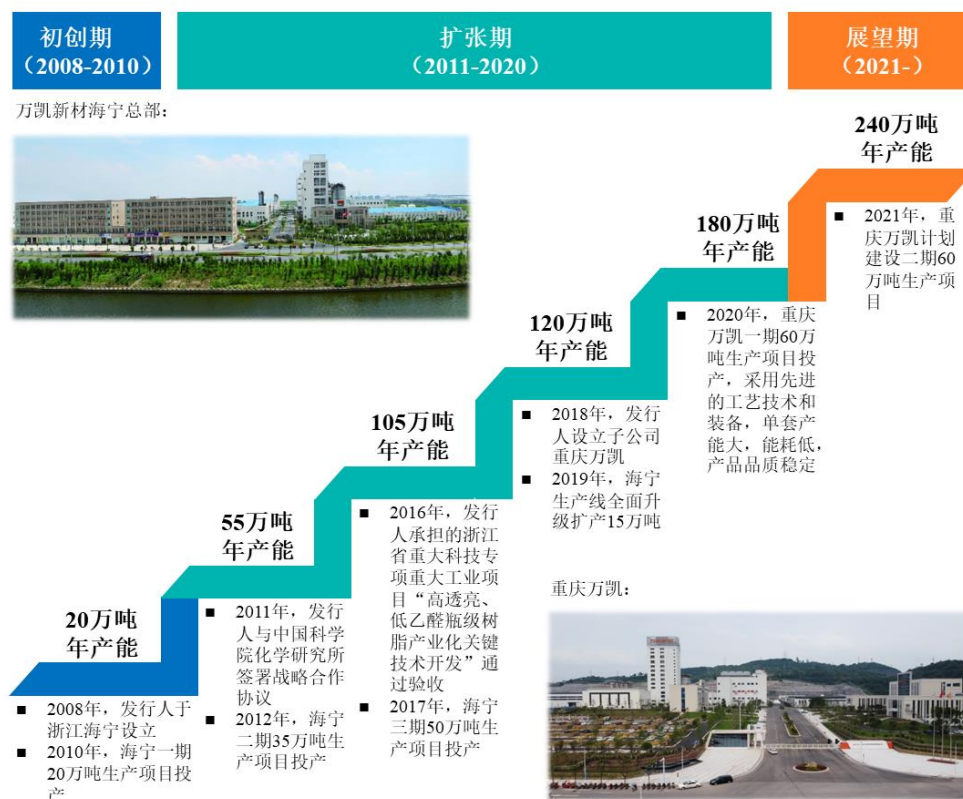 初创期
（2008-2010）
扩张期
（2011-2020）
展望期
（2021-）
万凯新材海宁总部：
20万吨
年产能
■ 2008年，发行人于
浙江海宁设立
■ 2010年，海宁一期
20万吨生产项目投
产
55万吨
年产能
■ 2011年，发行
人与中国科学
院化学研究所
签署战略合作
协议
■ 2012年，海宁
二期35万吨生
产项目投产
105万吨
年产能
■ 2016年，发行
人承担的浙江
省重大科技专
项重大工业项
目“高透亮、
低乙醛瓶级树
脂产业化关键
技术开发”通
过验收
■ 2017年，海宁
三期50万吨生
产项目投产
120万吨
年产能
■ 2018年，发行
人设立子公司
重庆万凯
■ 2019年，海宁
生产线全面升
级扩产15万吨
180万吨
年产能
■ 2020年，重庆
万凯一期60万
吨生产项目投
产，采用先进
的工艺技术和
装备，单套产
能大，能耗低，
产品品质稳定
240万吨
年产能
■ 2021年，重
庆万凯计划
建设二期60
万吨生产项
目
重庆万凯：